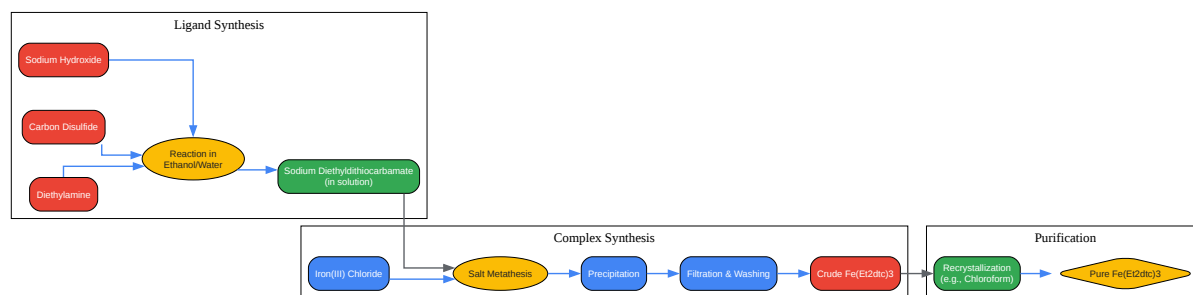 Ligand Synthesis
Sodium Hydroxide
Carbon Disulfide
Reaction in
Ethanol/Water
Diethylamine
Sodium Diethyldithiocarbamate
(in solution)
Complex Synthesis
Iron(III) Chloride
Salt Metathesis
Precipitation
Filtration & Washing
Crude Fe(Et2dtc)3
Purification
Recrystallization
(e.g., Chloroform)
Pure Fe(Et2dtc)3